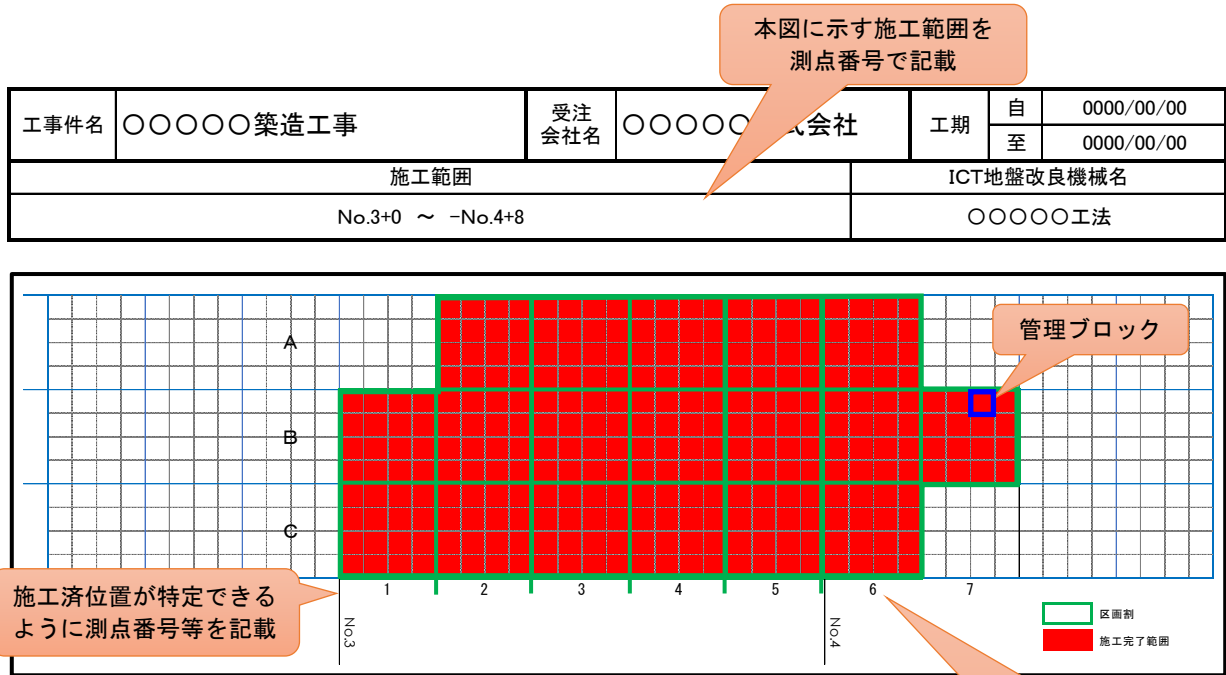 本図に示す施工範囲を
測点番号で記載
工事件名
○○○○○築造工事
受注
会社名
○○○○○
式会社
工期
自
0000/00/00
至
0000/00/00
施工範囲
ICT地盤改良機械名
No.3+0 ～ -No.4+8
○○○○○工法
管理ブロック
A
B
C
施工済位置が特定できる
ように測点番号等を記載
1 2 3 4 5 6 7
No.3
No.4
区画割
施工完了範囲